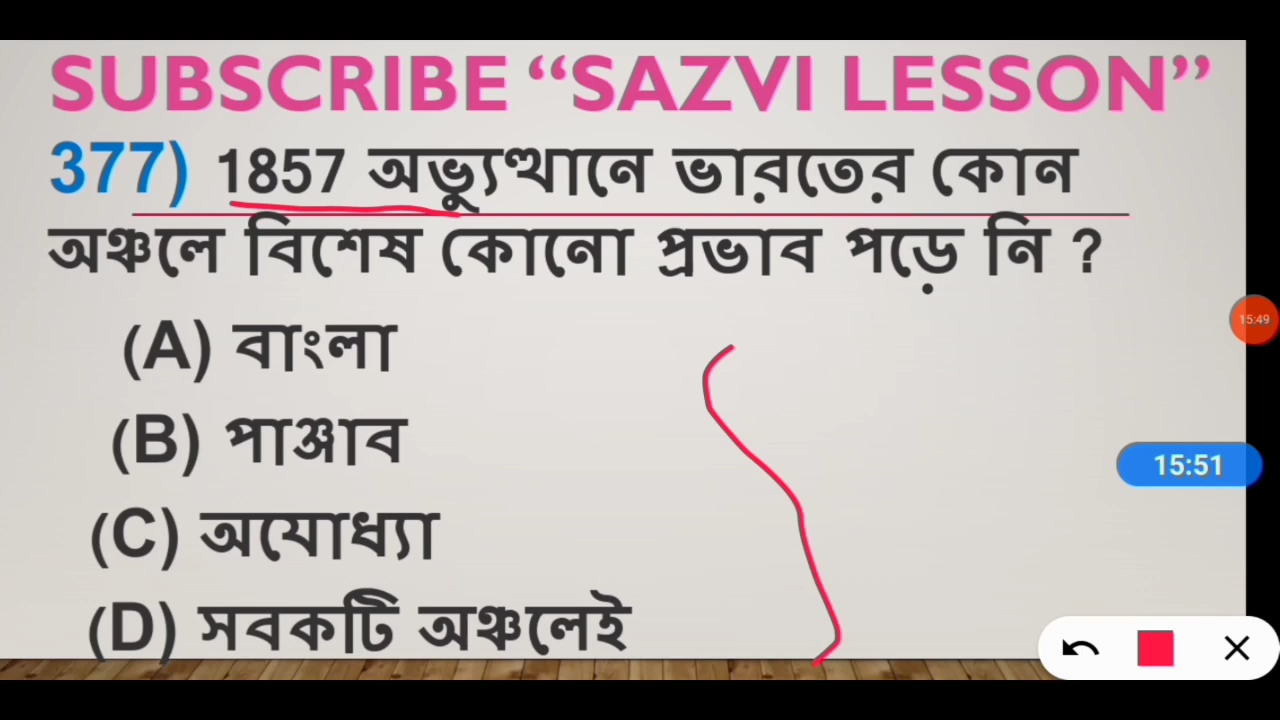 SUBSCRIBE “SAZVI LESSON”
377) 1857 অভ্যুত্থানে ভারতের কোন
অঞ্চলে বিশেষ কোনো প্রভাব পড়ে নি ?
(A) বাংলা
(B) পাঞ্জাব
(C) অযোধ্যা
(D) সবকটি অঞ্চলেই
15:49
15:51